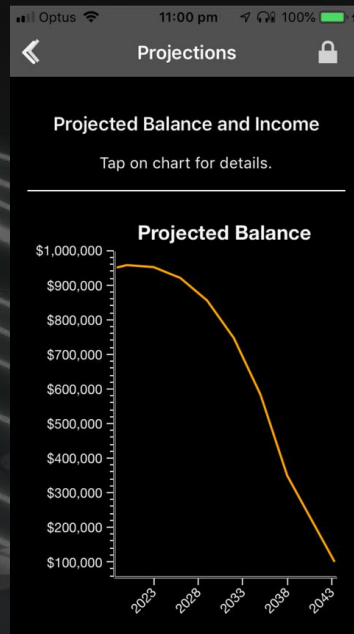 Optus 11:00 pm 100%
Projections
Projected Balance and Income
Tap on chart for details.
Projected Balance
$1,000,000
$900,000
$800,000
$700,000
$600,000
$500,000
$400,000
$300,000
$200,000
$100,000
2023 2028 2033 2038 2043